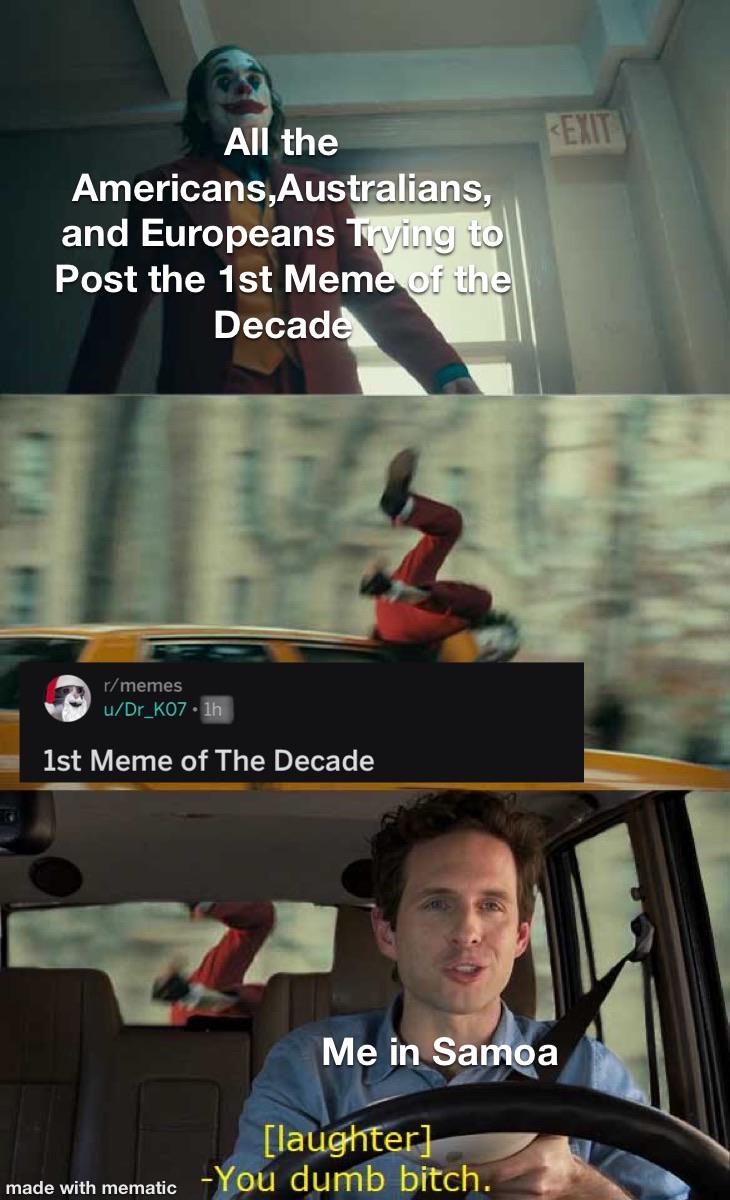 <EXIT
All the
Americans,Australians,
and Europeans Trying to
Post the 1st Meme of the
Decade
r/memes
u/Dr_K07 • 1h
1st Meme of The Decade
Me in Samoa
[laughter]
-You dumb bitch.
made with mematic